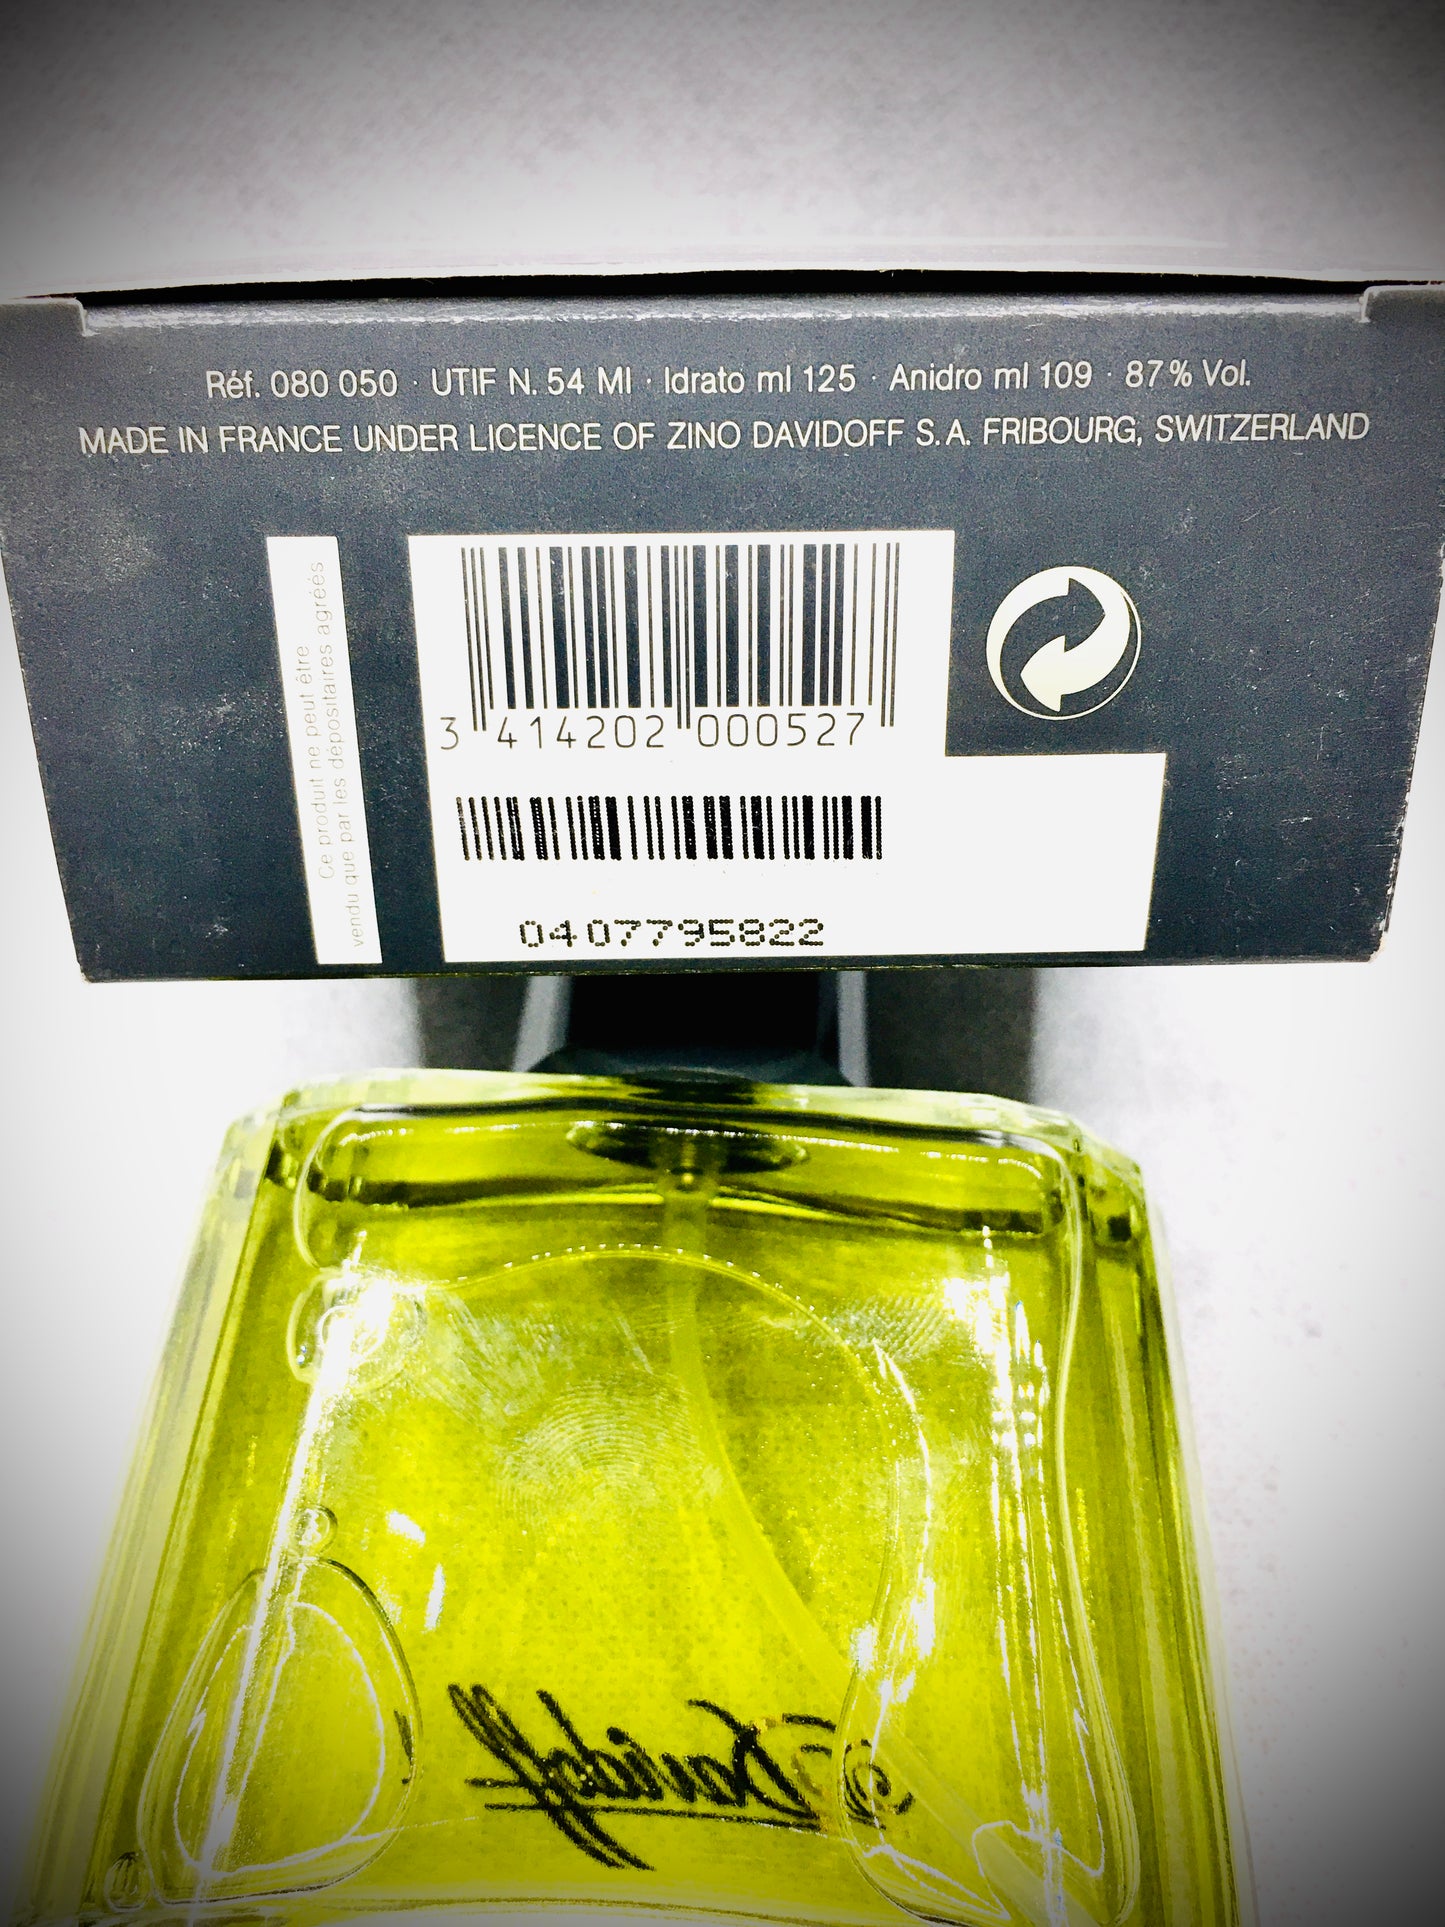 Réf. 080 050 · UTIF N. 54 MI · Idrato ml 125 · Anidro ml 109 · 87% Vol.
MADE IN FRANCE UNDER LICENCE OF ZINO DAVIDOFF S.A. FRIBOURG, SWITZERLAND
Ce produit ne peut être
vendu que par les dépositaires agréés
3 414202 000527
0407795822
Davidoff